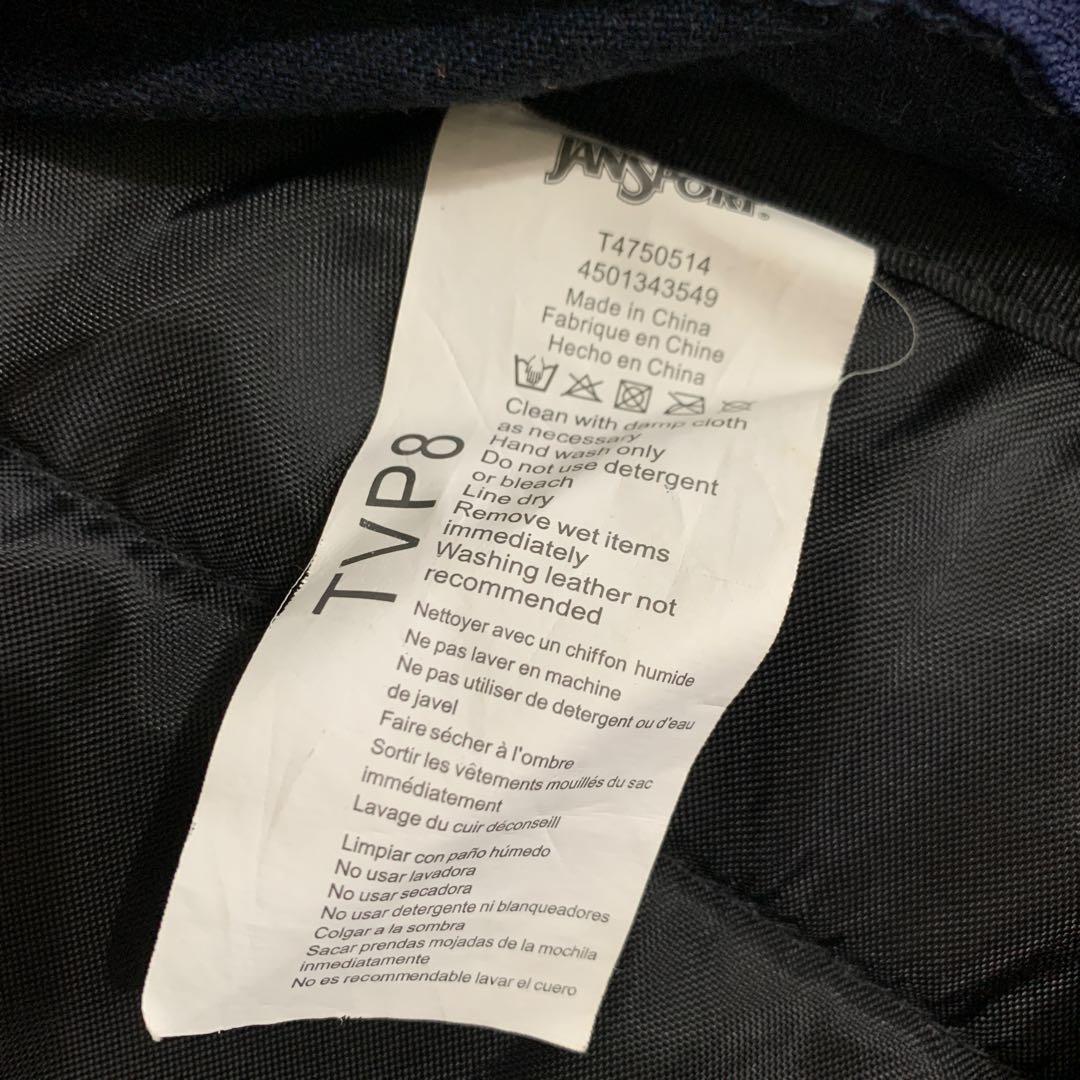 JANSPORT®
T4750514
4501343549
Made in China
Fabrique en Chine
Hecho en China
Clean with damp cloth
as necessary
Hand wash only
Do not use detergent
or bleach
Line dry
Remove wet items
immediately
Washing leather not
recommended
TVP8
Nettoyer avec un chiffon humide
Ne pas laver en machine
Ne pas utiliser de detergent ou d'eau
de javel
Faire sécher à l'ombre
Sortir les vêtements mouillés du sac
immédiatement
Lavage du cuir déconseill
Limpiar con paño húmedo
No usar lavadora
No usar secadora
No usar detergente ni blanqueadores
Colgar a la sombra
Sacar prendas mojadas de la mochila
inmediatamente
No es recommendable lavar el cuero